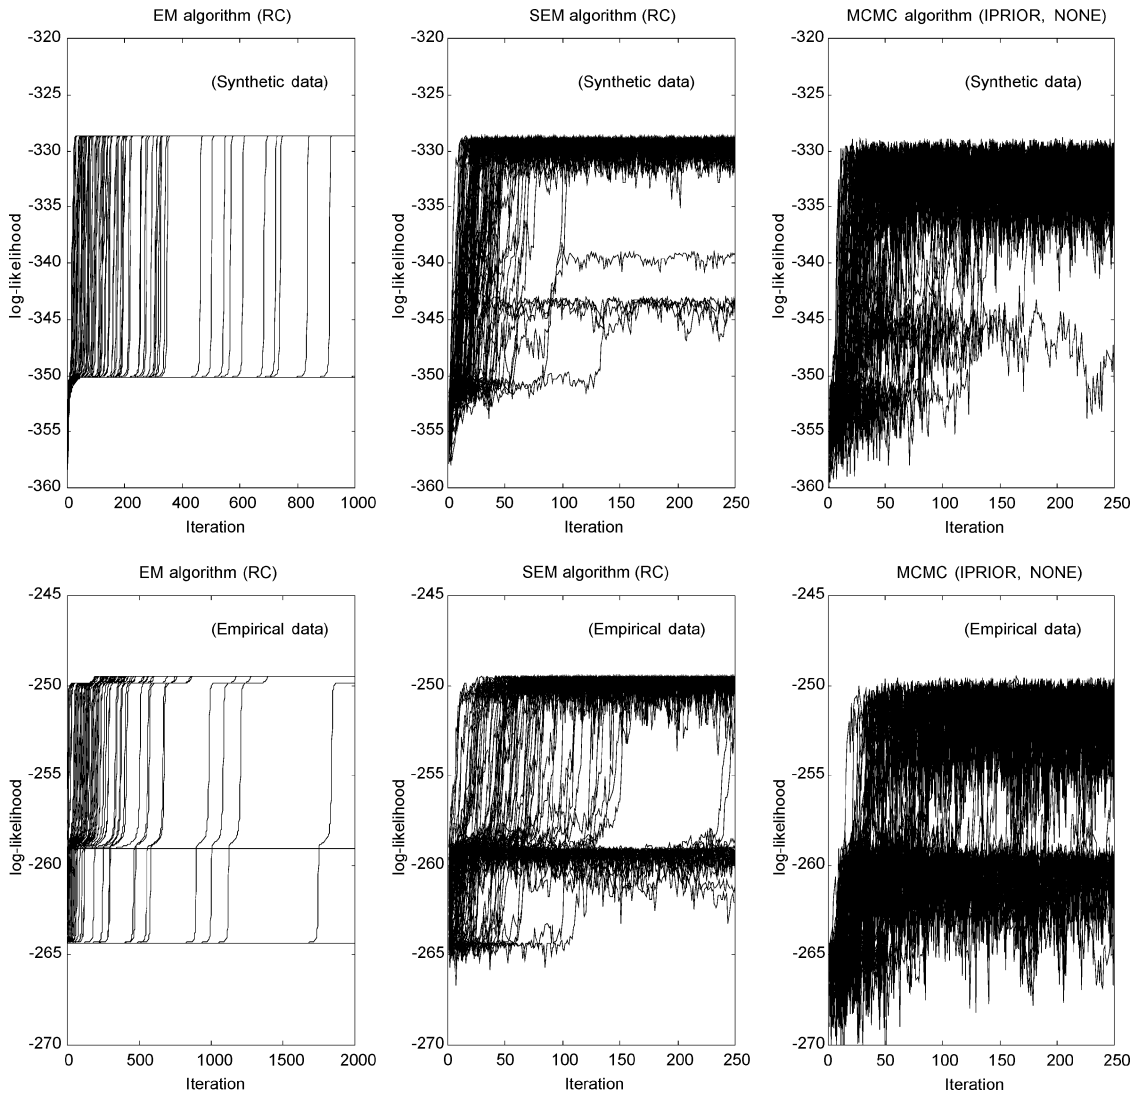 EM algorithm (RC)
-320
(Synthetic data)
-325
-330
-335
log-likelihood
-340
-345
-350
-355
-360
0 200 400 600 800 1000
Iteration
SEM algorithm (RC)
-320
(Synthetic data)
-325
-330
-335
log-likelihood
-340
-345
-350
-355
-360
0 50 100 150 200 250
Iteration
MCMC algorithm (IPRIOR, NONE)
-320
(Synthetic data)
-325
-330
-335
log-likelihood
-340
-345
-350
-355
-360
0 50 100 150 200 250
Iteration
EM algorithm (RC)
-245
(Empirical data)
-250
-255
log-likelihood
-260
-265
-270
0 500 1000 1500 2000
Iteration
SEM algorithm (RC)
-245
(Empirical data)
-250
-255
log-likelihood
-260
-265
-270
0 50 100 150 200 250
Iteration
MCMC (IPRIOR, NONE)
-245
(Empirical data)
-250
-255
log-likelihood
-260
-265
-270
0 50 100 150 200 250
Iteration